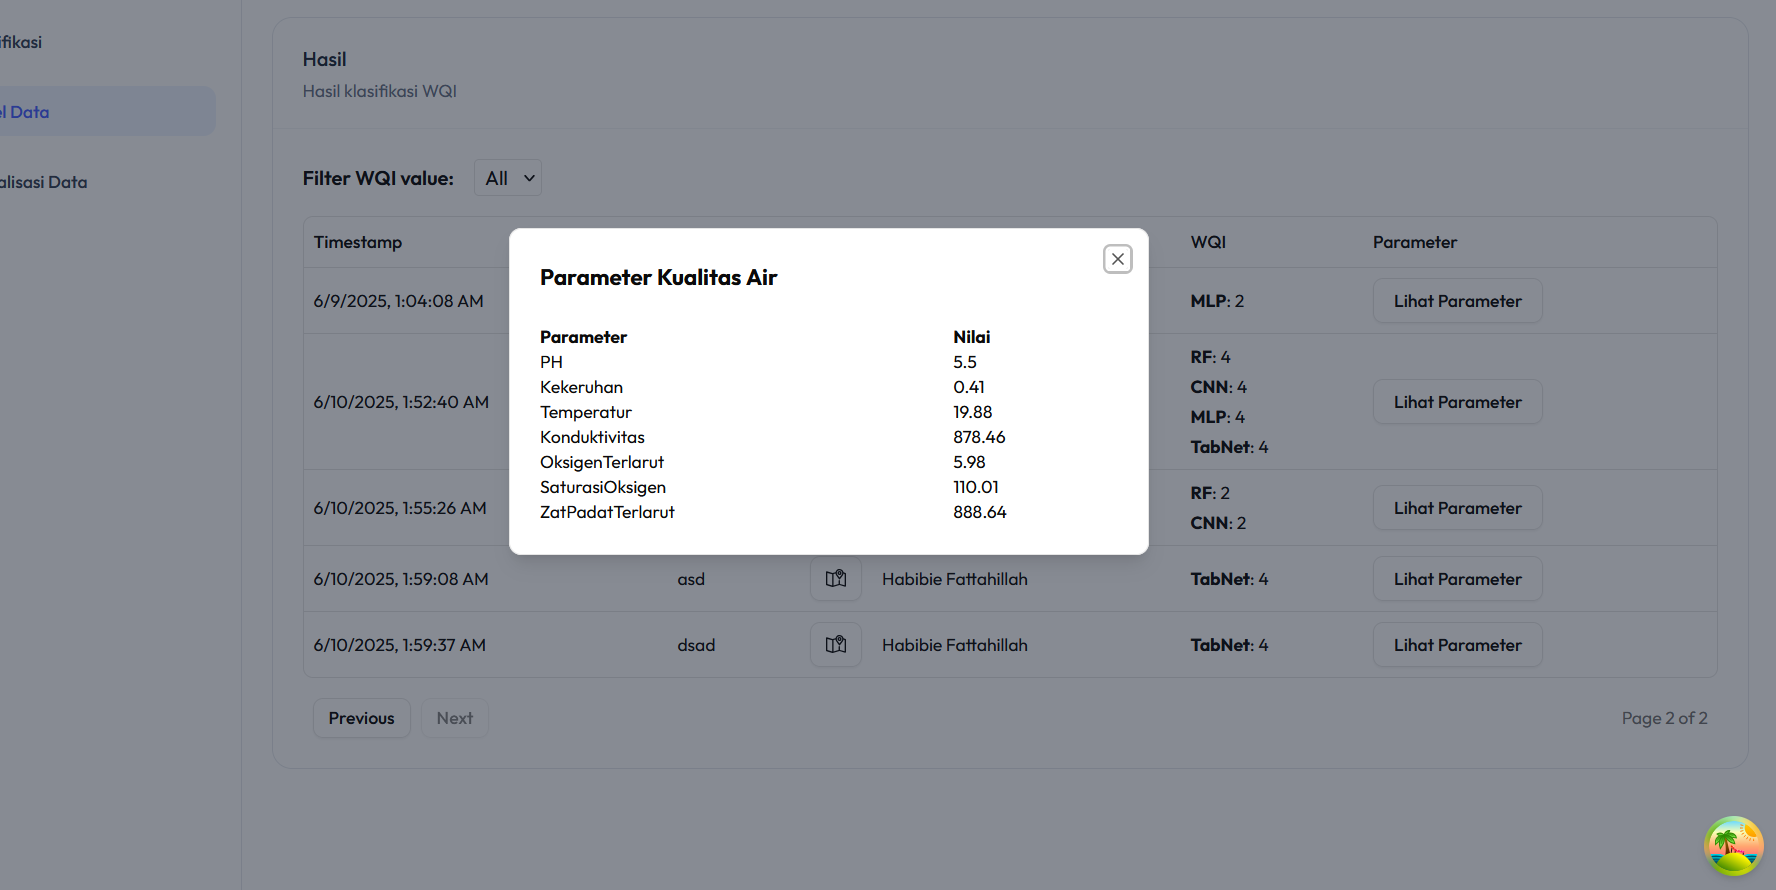 ifikasi
el Data
alisasi Data
Hasil
Hasil klasifikasi WQI
Filter WQI value: All
Timestamp WQI Parameter
6/9/2025, 1:04:08 AM MLP: 2 Lihat Parameter
6/10/2025, 1:52:40 AM RF: 4 Lihat Parameter
CNN: 4
MLP: 4
TabNet: 4
6/10/2025, 1:55:26 AM RF: 2 Lihat Parameter
CNN: 2
6/10/2025, 1:59:08 AM asd Habibie Fattahillah TabNet: 4 Lihat Parameter
6/10/2025, 1:59:37 AM dsad Habibie Fattahillah TabNet: 4 Lihat Parameter
Previous Next Page 2 of 2
Parameter Kualitas Air
Parameter Nilai
PH 5.5
Kekeruhan 0.41
Temperatur 19.88
Konduktivitas 878.46
OksigenTerlarut 5.98
SaturasiOksigen 110.01
ZatPadatTerlarut 888.64